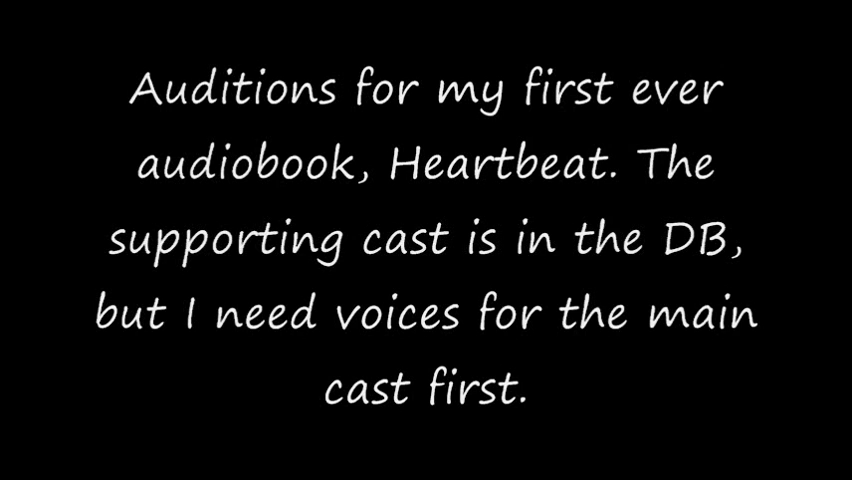 Auditions for my first ever
audiobook, Heartbeat. The
supporting cast is in the DB,
but I need voices for the main
cast first.